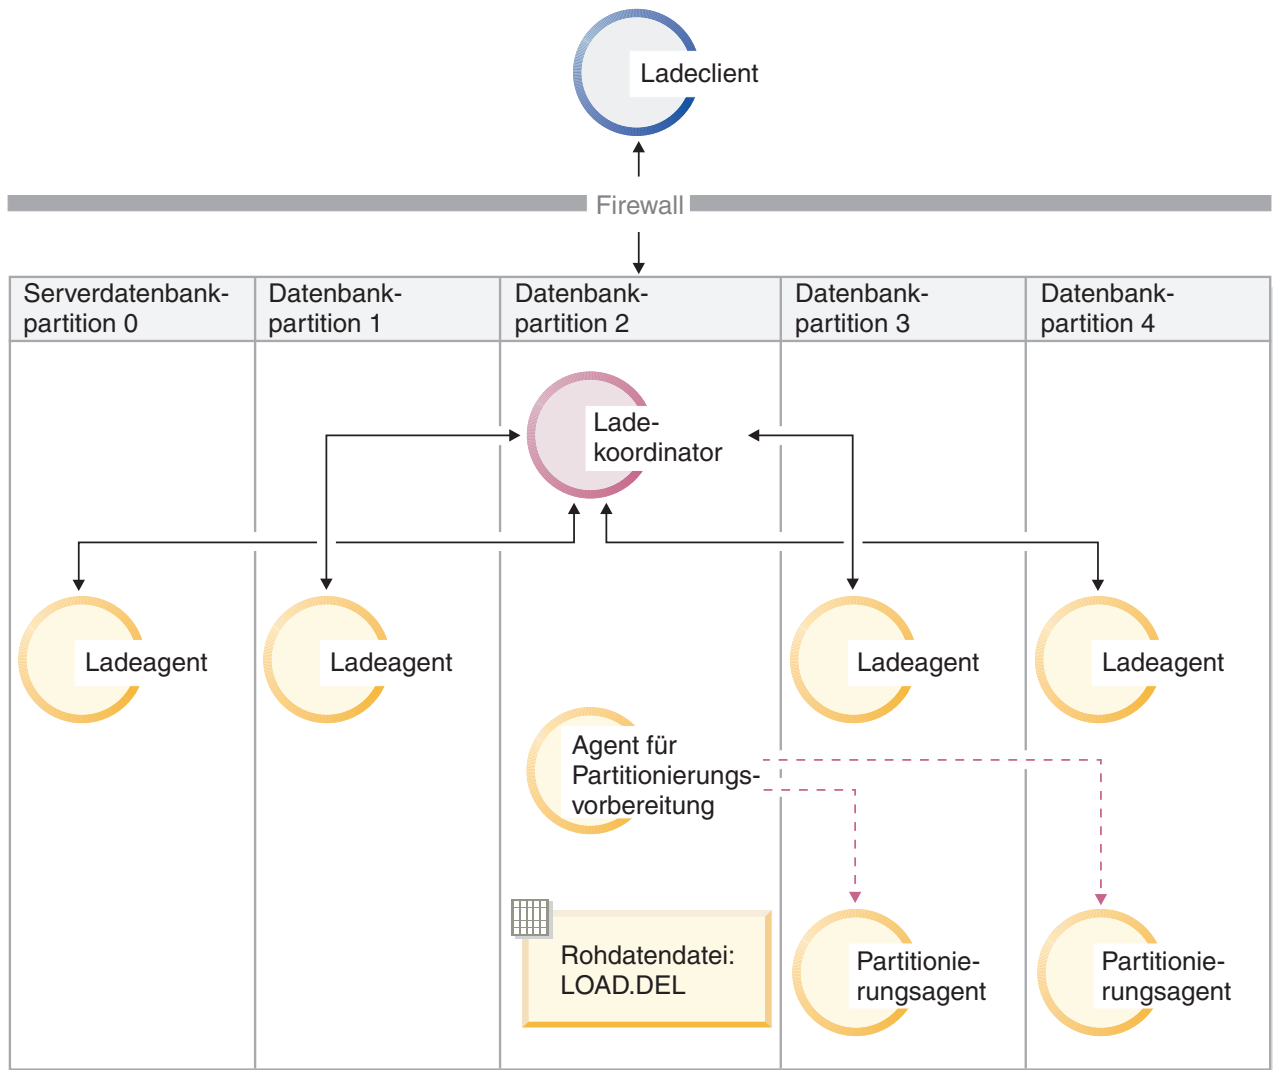 Ladeclient
Firewall
Serverdatenbank-
partition 0
Datenbank-
partition 1
Datenbank-
partition 2
Datenbank-
partition 3
Datenbank-
partition 4
Lade-
koordinator
Ladeagent
Ladeagent
Ladeagent
Ladeagent
Agent für
Partitionierungs-
vorbereitung
Rohdatendatei:
LOAD.DEL
Partitionie-
rungsagent
Partitionie-
rungsagent